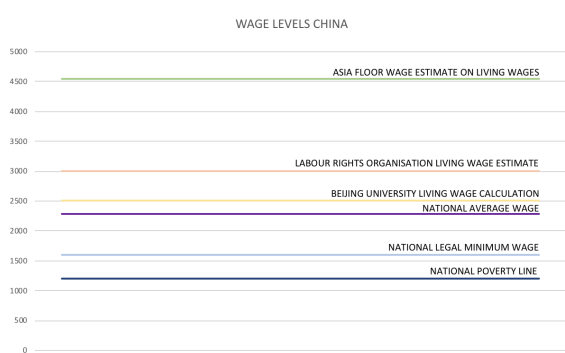 WAGE LEVELS CHINA
5000
ASIA FLOOR WAGE ESTIMATE ON LIVING WAGES
4500
4000
3500
LABOUR RIGHTS ORGANISATION LIVING WAGE ESTIMATE
3000
BEIJING UNIVERSITY LIVING WAGE CALCULATION
2500
NATIONAL AVERAGE WAGE
2000
NATIONAL LEGAL MINIMUM WAGE
1500
NATIONAL POVERTY LINE
1000
500
0